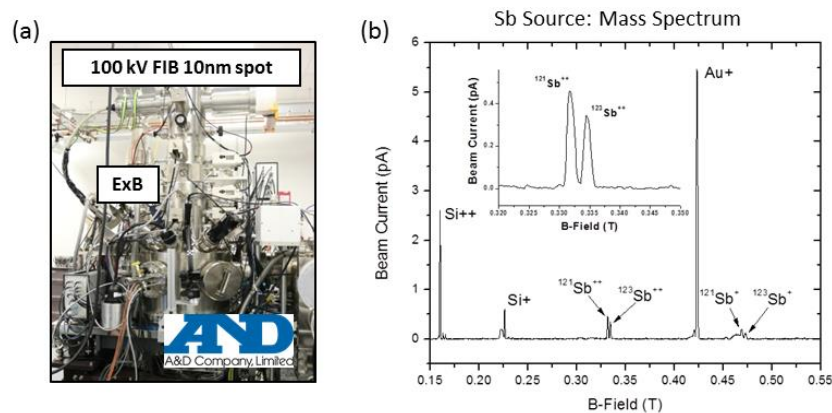 (a)
100 kV FIB 10nm spot
ExB
AND
A&D Company, Limited
(b)
Sb Source: Mass Spectrum
Beam Current (pA)
6
5
4
3
2
1
0
0.15 0.20 0.25 0.30 0.35 0.40 0.45 0.50 0.55
B-Field (T)
Si++
Si+
¹²¹Sb⁺⁺
¹²³Sb⁺⁺
Au+
¹²¹Sb⁺
¹²³Sb⁺
Beam Current (pA)
0.4
0.2
0.0
0.320 0.325 0.330 0.335 0.340 0.345 0.350
B-Field (T)
¹²¹Sb⁺⁺
¹²³Sb⁺⁺